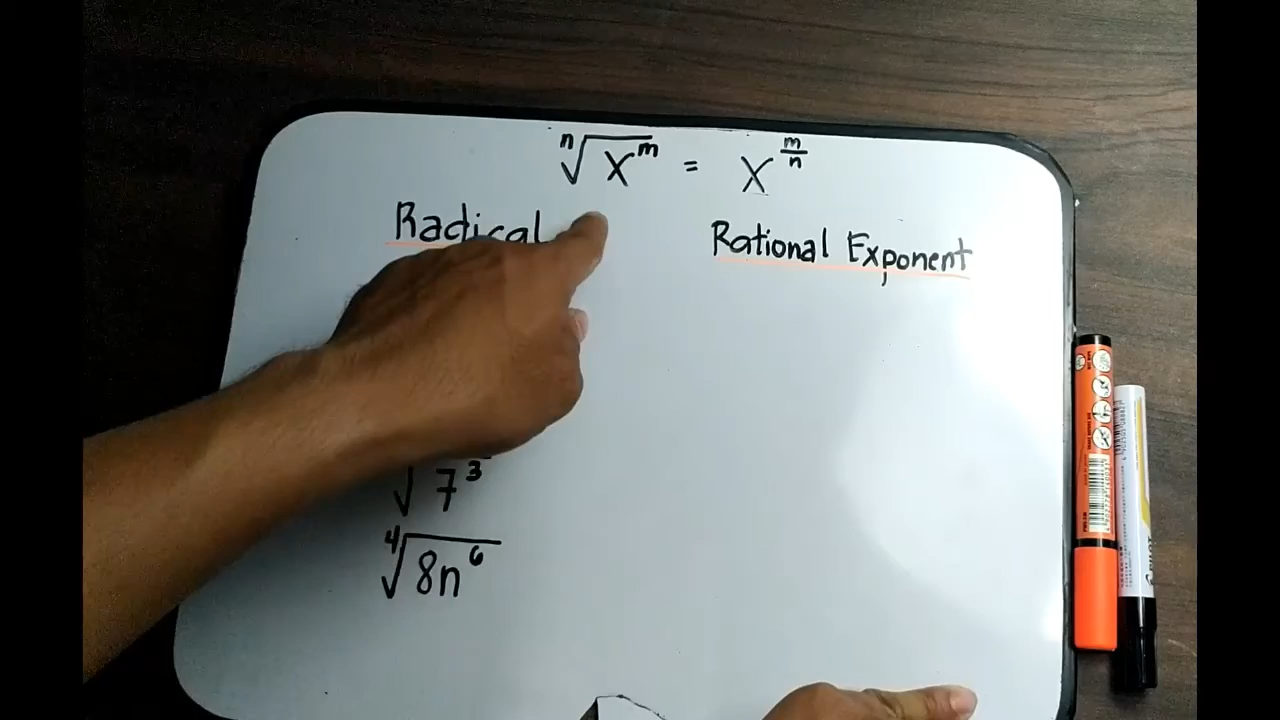 ⁿ√xᵐ = x^(m/n)
Radical
Rational Exponent
√7³
⁴√8n⁶